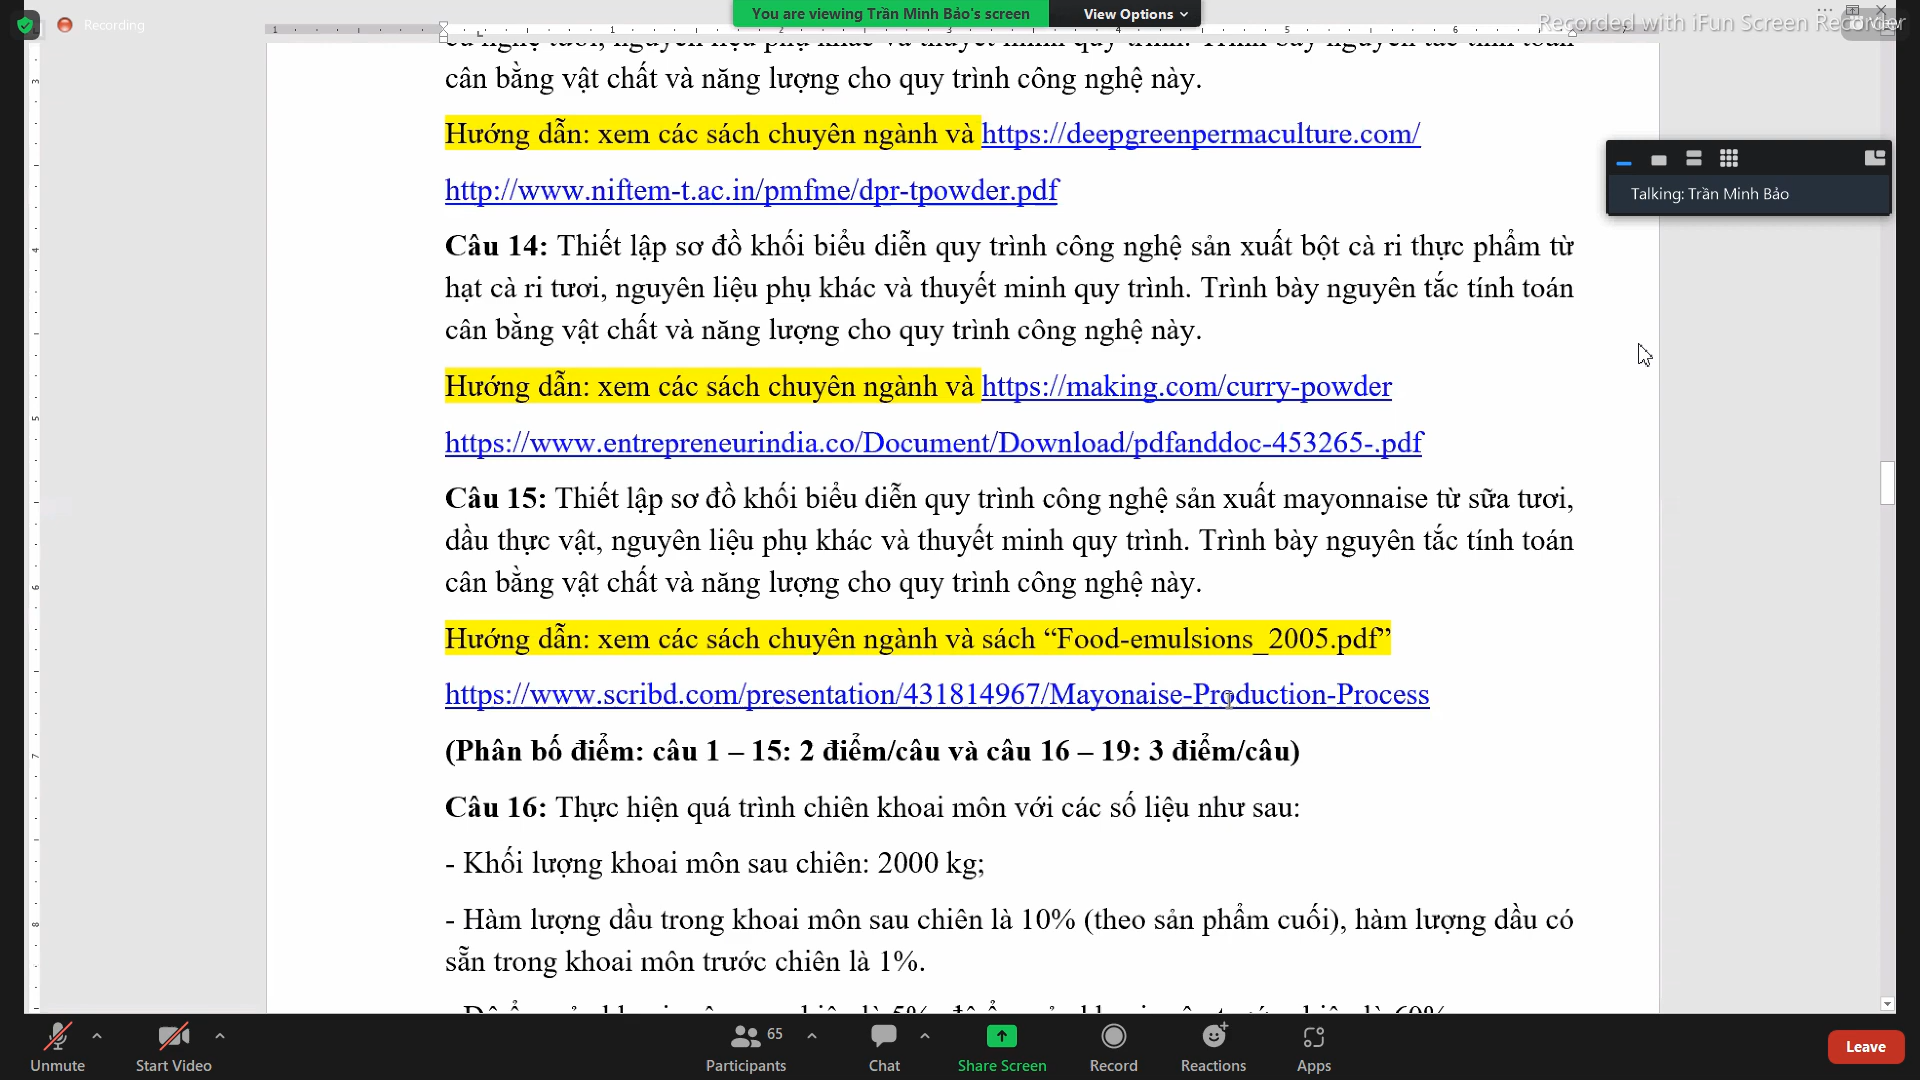 Recording
You are viewing Trần Minh Bảo's screen
View Options
Recorded with iFun Screen Recorder
cân bằng vật chất và năng lượng cho quy trình công nghệ này.
Hướng dẫn: xem các sách chuyên ngành và https://deepgreenpermaculture.com/
http://www.niftem-t.ac.in/pmfme/dpr-tpowder.pdf
Talking: Trần Minh Bảo
Câu 14: Thiết lập sơ đồ khối biểu diễn quy trình công nghệ sản xuất bột cà ri thực phẩm từ
hạt cà ri tươi, nguyên liệu phụ khác và thuyết minh quy trình. Trình bày nguyên tắc tính toán
cân bằng vật chất và năng lượng cho quy trình công nghệ này.
Hướng dẫn: xem các sách chuyên ngành và https://making.com/curry-powder
https://www.entrepreneurindia.co/Document/Download/pdfanddoc-453265-.pdf
Câu 15: Thiết lập sơ đồ khối biểu diễn quy trình công nghệ sản xuất mayonnaise từ sữa tươi,
dầu thực vật, nguyên liệu phụ khác và thuyết minh quy trình. Trình bày nguyên tắc tính toán
cân bằng vật chất và năng lượng cho quy trình công nghệ này.
Hướng dẫn: xem các sách chuyên ngành và sách “Food-emulsions_2005.pdf”
https://www.scribd.com/presentation/431814967/Mayonaise-Production-Process
(Phân bố điểm: câu 1 – 15: 2 điểm/câu và câu 16 – 19: 3 điểm/câu)
Câu 16: Thực hiện quá trình chiên khoai môn với các số liệu như sau:
- Khối lượng khoai môn sau chiên: 2000 kg;
- Hàm lượng dầu trong khoai môn sau chiên là 10% (theo sản phẩm cuối), hàm lượng dầu có
sẵn trong khoai môn trước chiên là 1%.
Unmute
Start Video
65
Participants
Chat
Share Screen
Record
Reactions
Apps
Leave